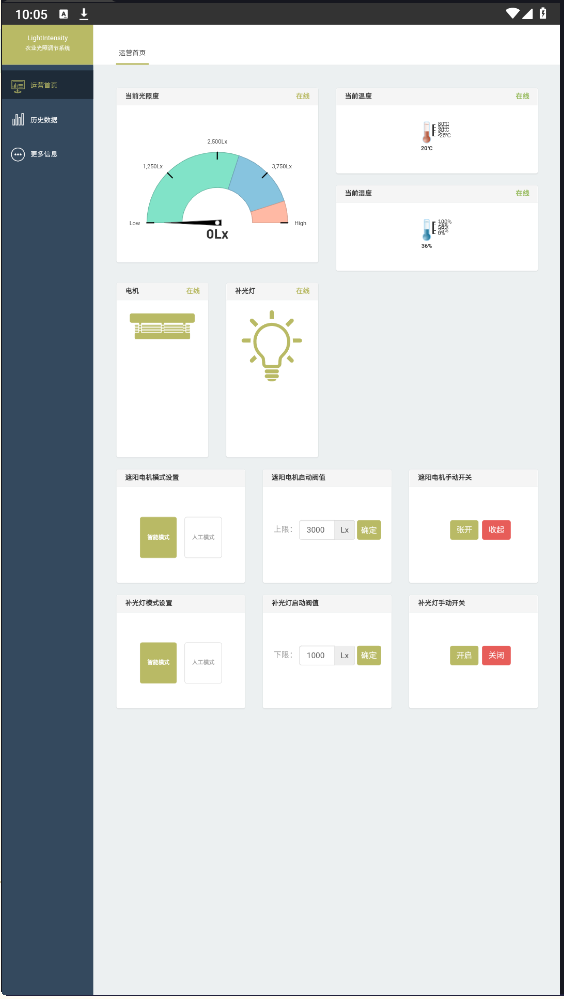 10:05
LightIntensity
农业光照调节系统
运营首页
历史数据
更多信息
运营首页
当前光照度 在线
2,500Lx
1,250Lx 3,750Lx
Low High
0Lx
当前温度 在线
20℃
当前湿度 在线
100%
0%
36%
电机 在线
补光灯 在线
遮阳电机模式设置
智能模式 人工模式
遮阳电机启动阀值
上限: 3000 Lx 确定
遮阳电机手动开关
张开 收起
补光灯模式设置
智能模式 人工模式
补光灯启动阀值
下限: 1000 Lx 确定
补光灯手动开关
开启 关闭